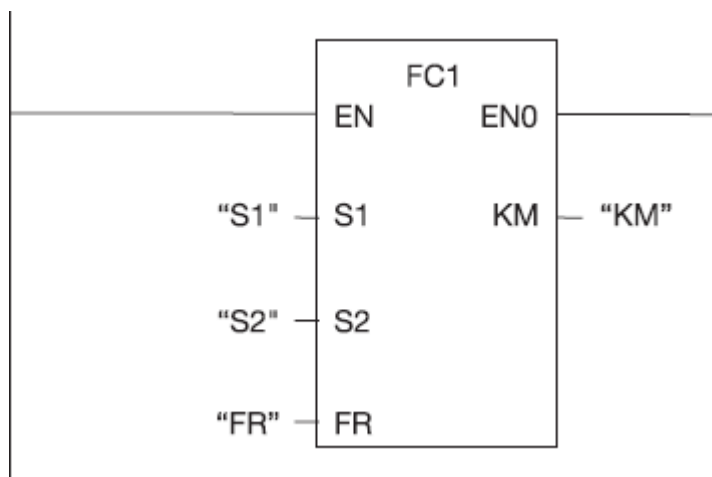 FC1
EN EN0
“S1" S1 KM “KM”
“S2" S2
“FR” FR